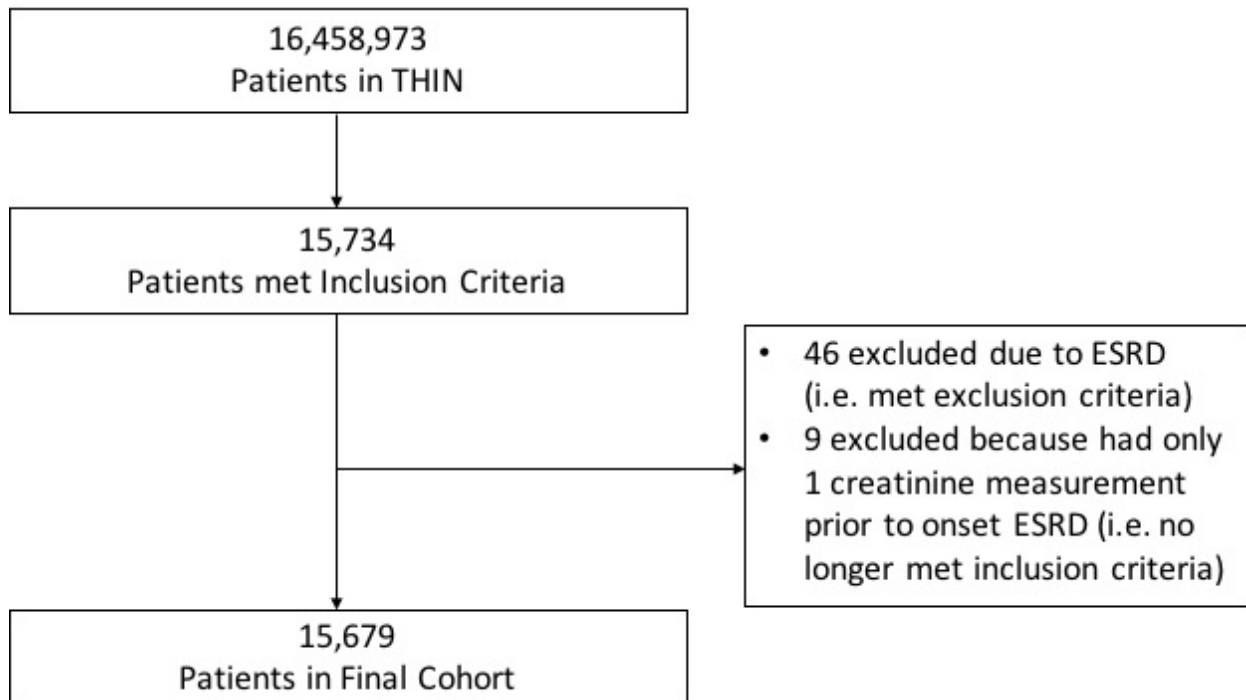 16,458,973
Patients in THIN
15,734
Patients met Inclusion Criteria
• 46 excluded due to ESRD
(i.e. met exclusion criteria)
• 9 excluded because had only
1 creatinine measurement
prior to onset ESRD (i.e. no
longer met inclusion criteria)
15,679
Patients in Final Cohort